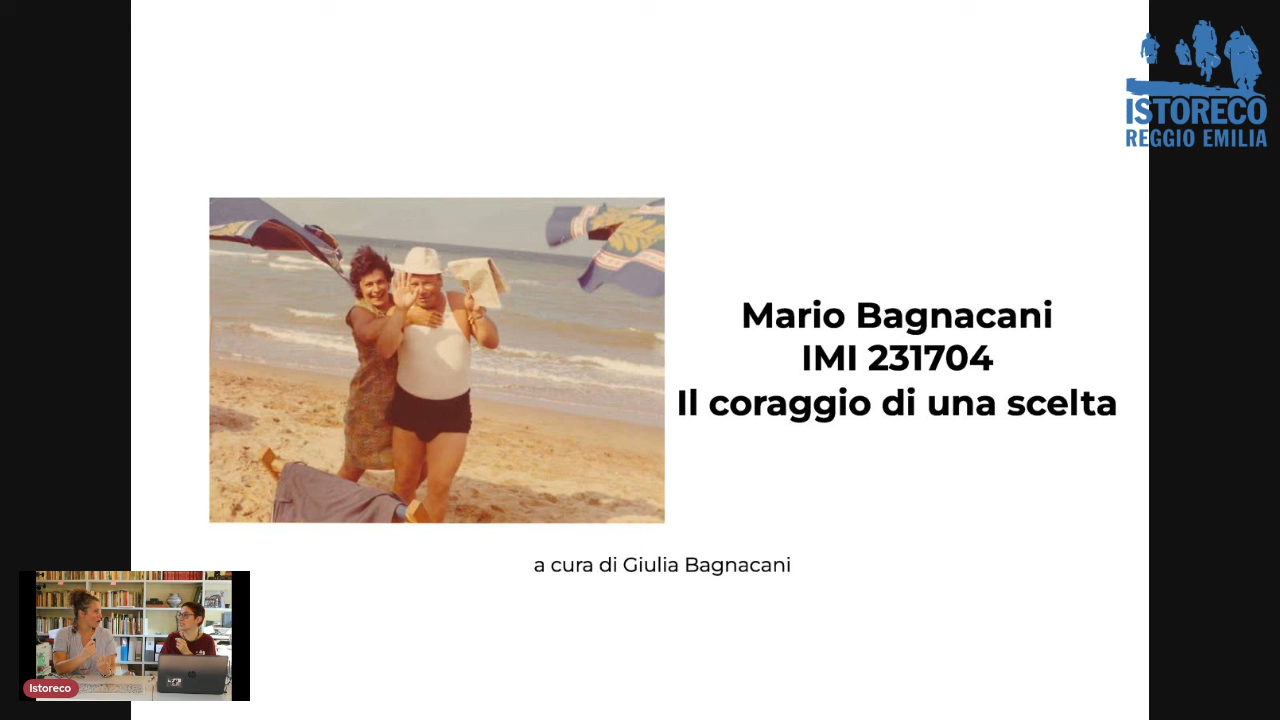 ISTORECO
REGGIO EMILIA
Mario Bagnacani
IMI 231704
Il coraggio di una scelta
a cura di Giulia Bagnacani
Istoreco